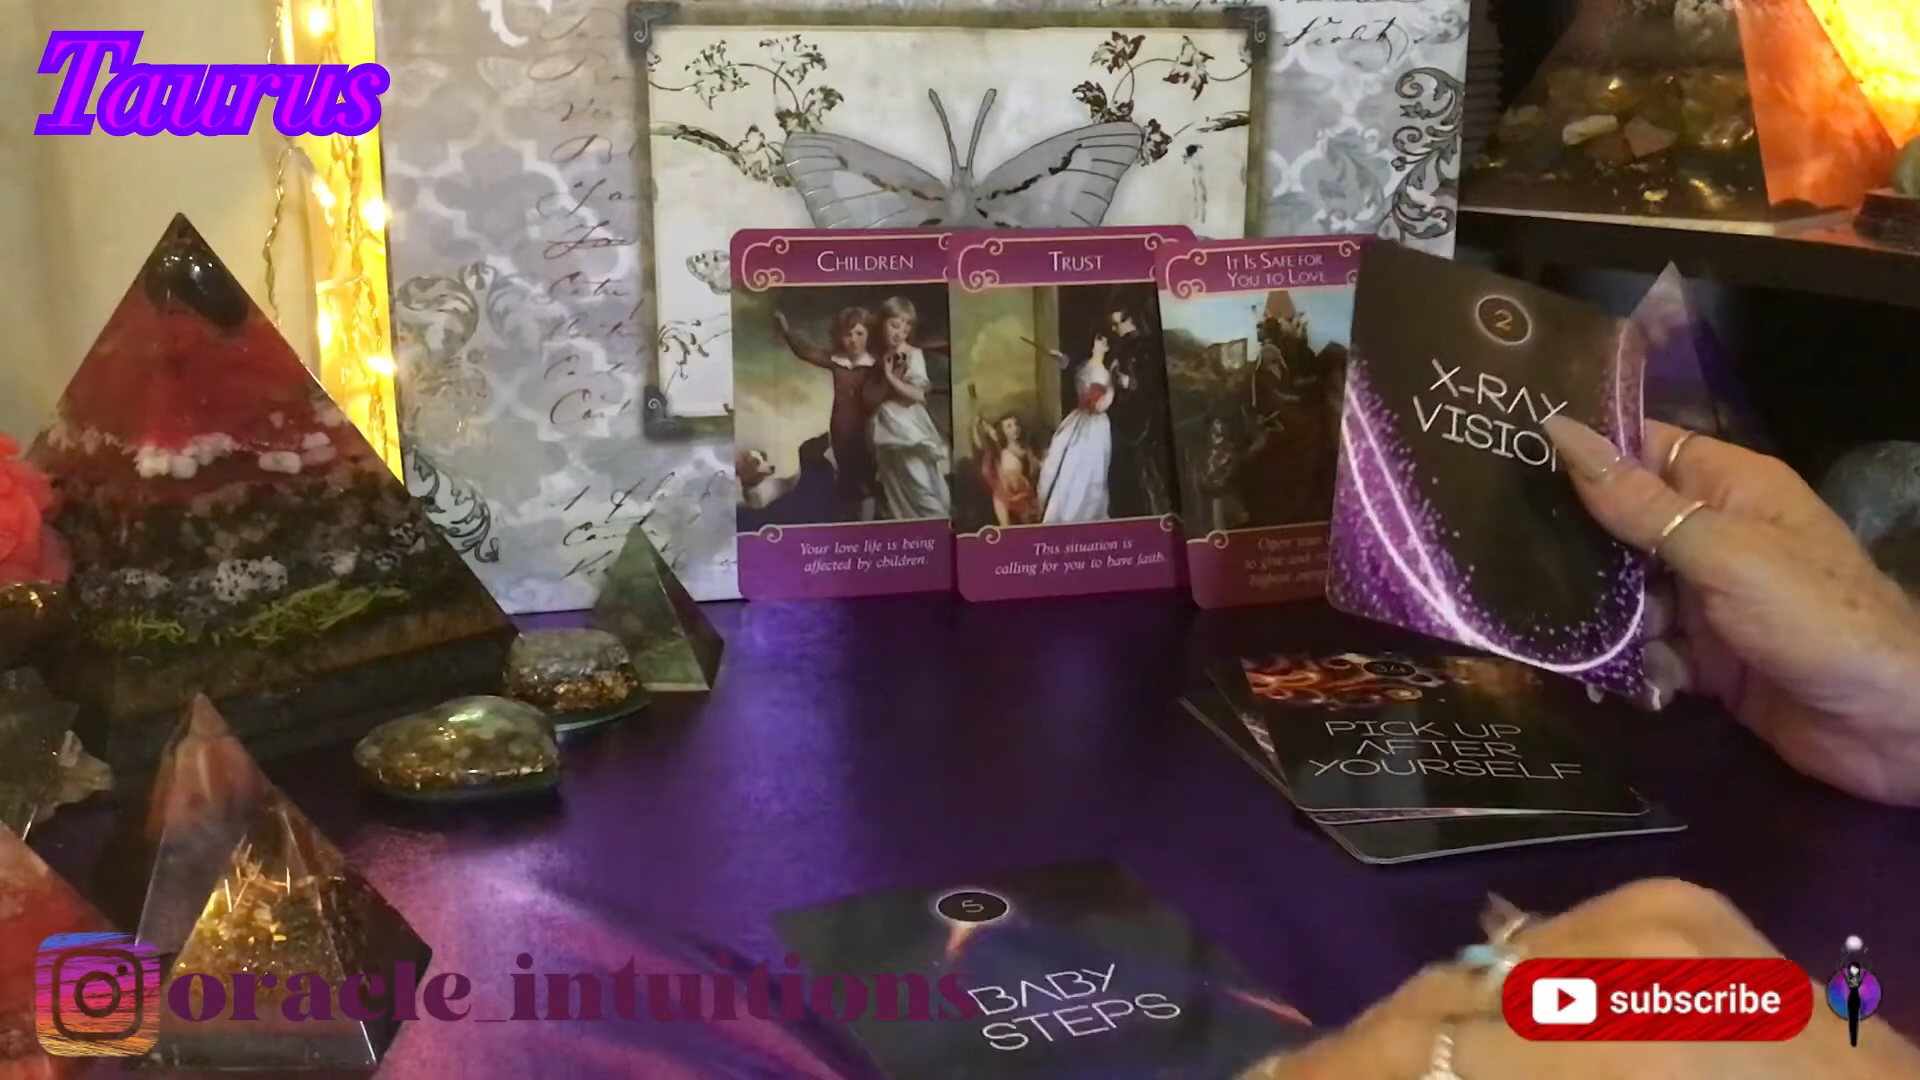 Taurus
CHILDREN
Your love life is being
affected by children.
TRUST
This situation is
calling for you to have faith.
IT IS SAFE FOR
YOU TO LOVE
2
X-RAY
VISION
PICK UP
AFTER
YOURSELF
5
BABY
STEPS
oracle_intuitions
subscribe